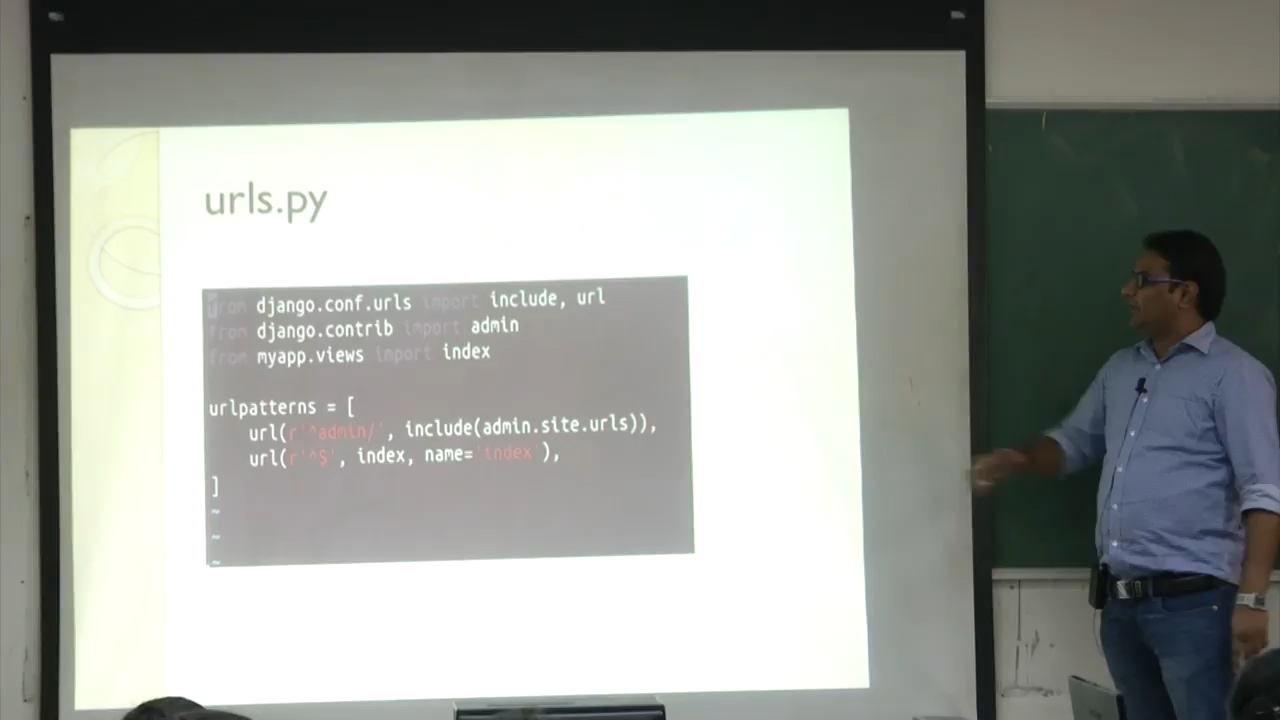 urls.py
from django.conf.urls import include, url
from django.contrib import admin
from myapp.views import index
urlpatterns = [
url(r'^admin/', include(admin.site.urls)),
url(r'^$', index, name='index'),
]
~
~
~